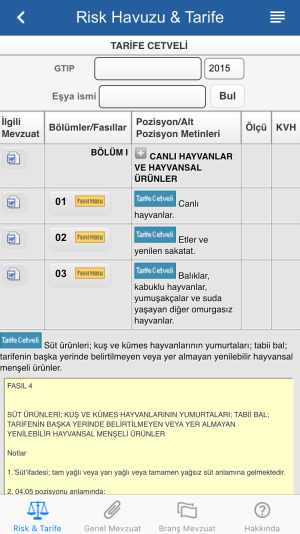 Risk Havuzu & Tarife
TARİFE CETVELİ
GTIP
2015
Eşya ismi
Bul
İlgili Mevzuat
Bölümler/Fasıllar
Pozisyon/Alt Pozisyon Metinleri
Ölçü
KVH
BÖLÜM I
CANLI HAYVANLAR
VE HAYVANSAL
ÜRÜNLER
01 Fasıl Notu
Tarife Cetveli Canlı
hayvanlar.
02 Fasıl Notu
Tarife Cetveli Etler ve
yenilen sakatat.
03 Fasıl Notu
Tarife Cetveli Balıklar,
kabuklu hayvanlar,
yumuşakçalar ve suda
yaşayan diğer omurgasız
hayvanlar.
Tarife Cetveli Süt ürünleri; kuş ve kümes hayvanlarının yumurtaları; tabii bal;
tarifenin başka yerinde belirtilmeyen veya yer almayan yenilebilir hayvansal
menşeli ürünler.
FASIL 4
SÜT ÜRÜNLERİ; KUŞ VE KÜMES HAYVANLARININ YUMURTALARI; TABİİ BAL;
TARİFENİN BAŞKA YERİNDE BELİRTİLMEYEN VEYA YER ALMAYAN
YENİLEBİLİR HAYVANSAL MENŞELİ ÜRÜNLER
Notlar
1. 'Süt'ifadesi; tam yağlı veya yarı yağlı veya tamamen yağsız süt anlamına gelmektedir.
2. 04.05 pozisyonu anlamında;
Risk & Tarife
Genel Mevzuat
Branş Mevzuat
Hakkında